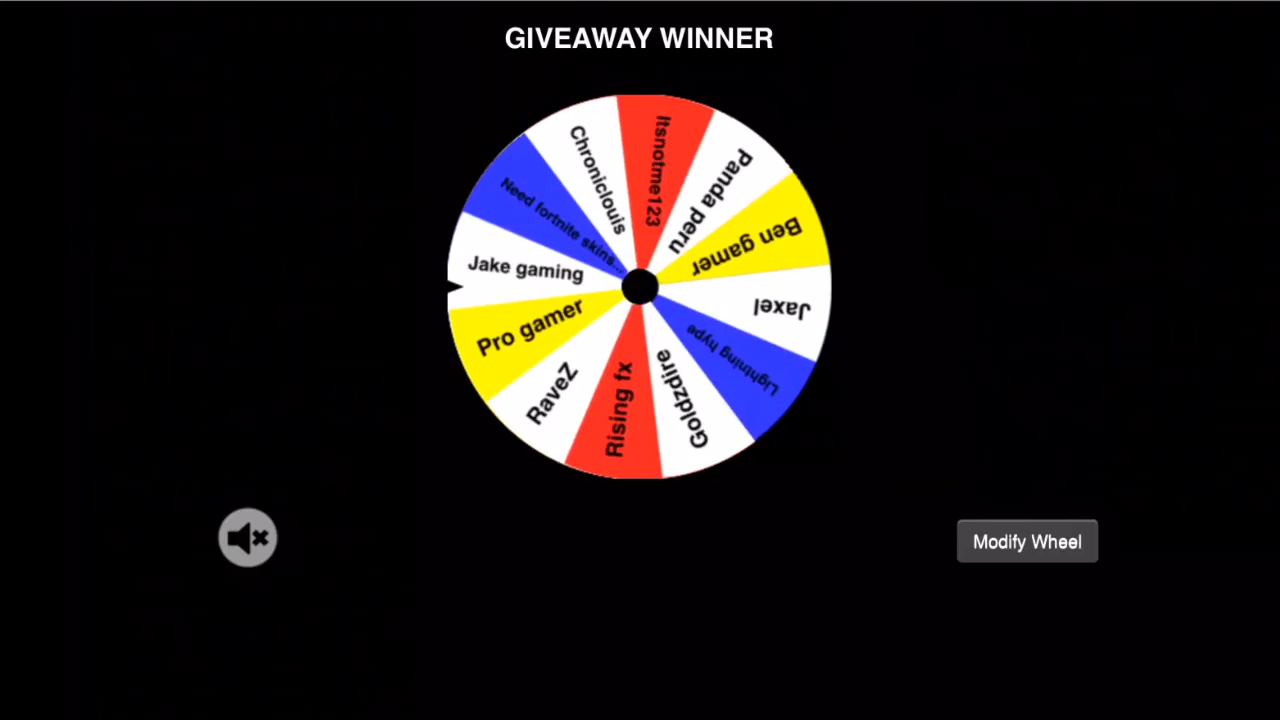 GIVEAWAY WINNER
Itsnotme123
Panda peru
Ben gamer
Jaxel
Lightning hype
Goldzdire
Rising fx
RaveZ
Pro gamer
Jake gaming
Need fortnite skins...
Chroniclouis
Modify Wheel